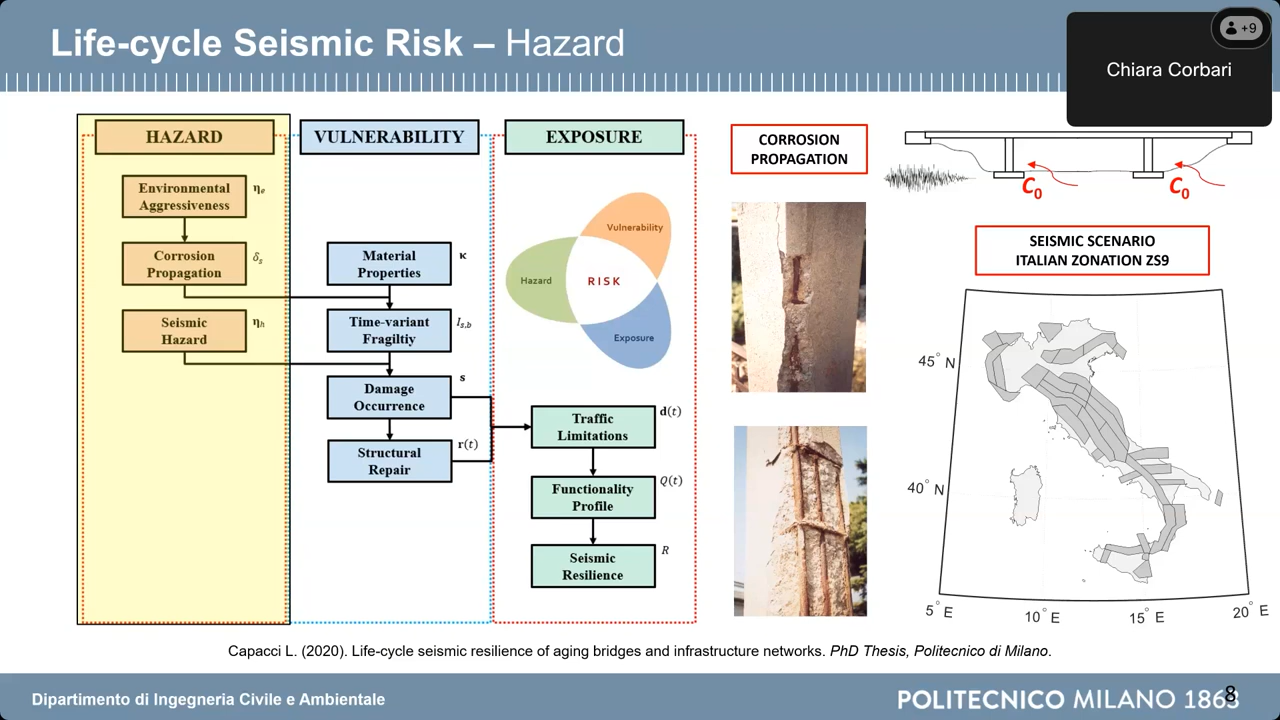 Life-cycle Seismic Risk – Hazard
+9
Chiara Corbari
HAZARD
Environmental
Aggressiveness
ηe
Corrosion
Propagation
δs
Seismic
Hazard
ηh
VULNERABILITY
Material
Properties
κ
Time-variant
Fragiltiy
Is,b
Damage
Occurrence
s
Structural
Repair
r(t)
EXPOSURE
Vulnerability
Hazard
RISK
Exposure
Traffic
Limitations
d(t)
Functionality
Profile
Q(t)
Seismic
Resilience
R
CORROSION
PROPAGATION
C0
C0
SEISMIC SCENARIO
ITALIAN ZONATION ZS9
45° N
40° N
5° E
10° E
15° E
20° E
Capacci L. (2020). Life-cycle seismic resilience of aging bridges and infrastructure networks. PhD Thesis, Politecnico di Milano.
Dipartimento di Ingegneria Civile e Ambientale
POLITECNICO MILANO 1863
8